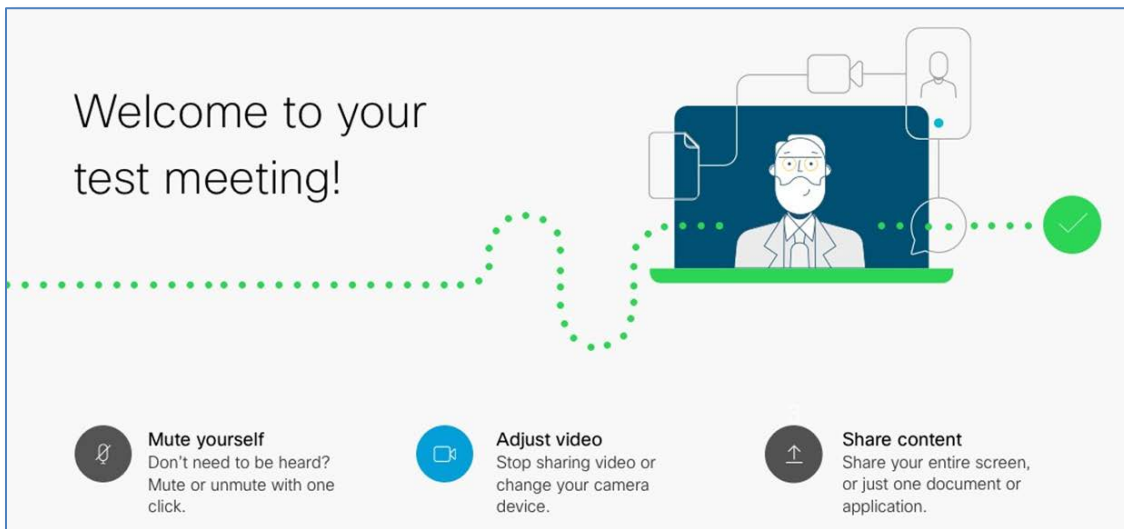 Welcome to your
test meeting!
Mute yourself
Don't need to be heard?
Mute or unmute with one
click.
Adjust video
Stop sharing video or
change your camera
device.
Share content
Share your entire screen,
or just one document or
application.